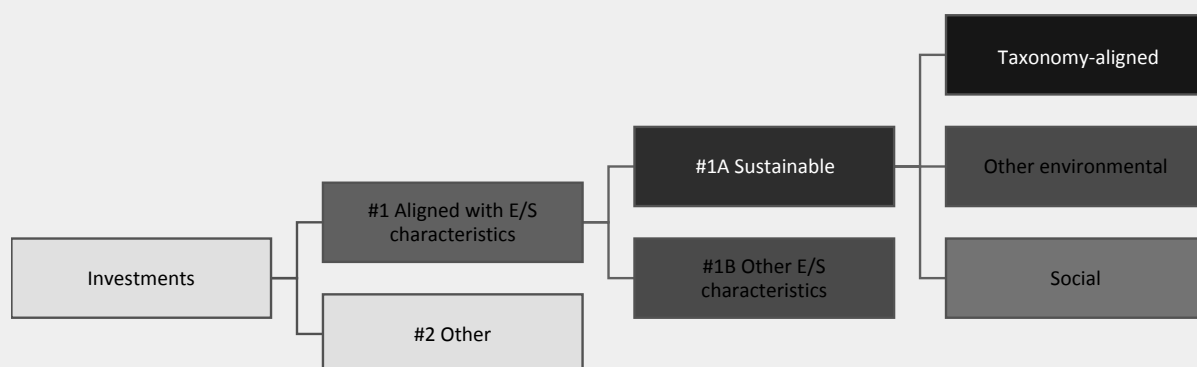 Taxonomy-aligned
#1A Sustainable
Other environmental
#1 Aligned with E/S
characteristics
#1B Other E/S
characteristics
Investments
Social
#2 Other